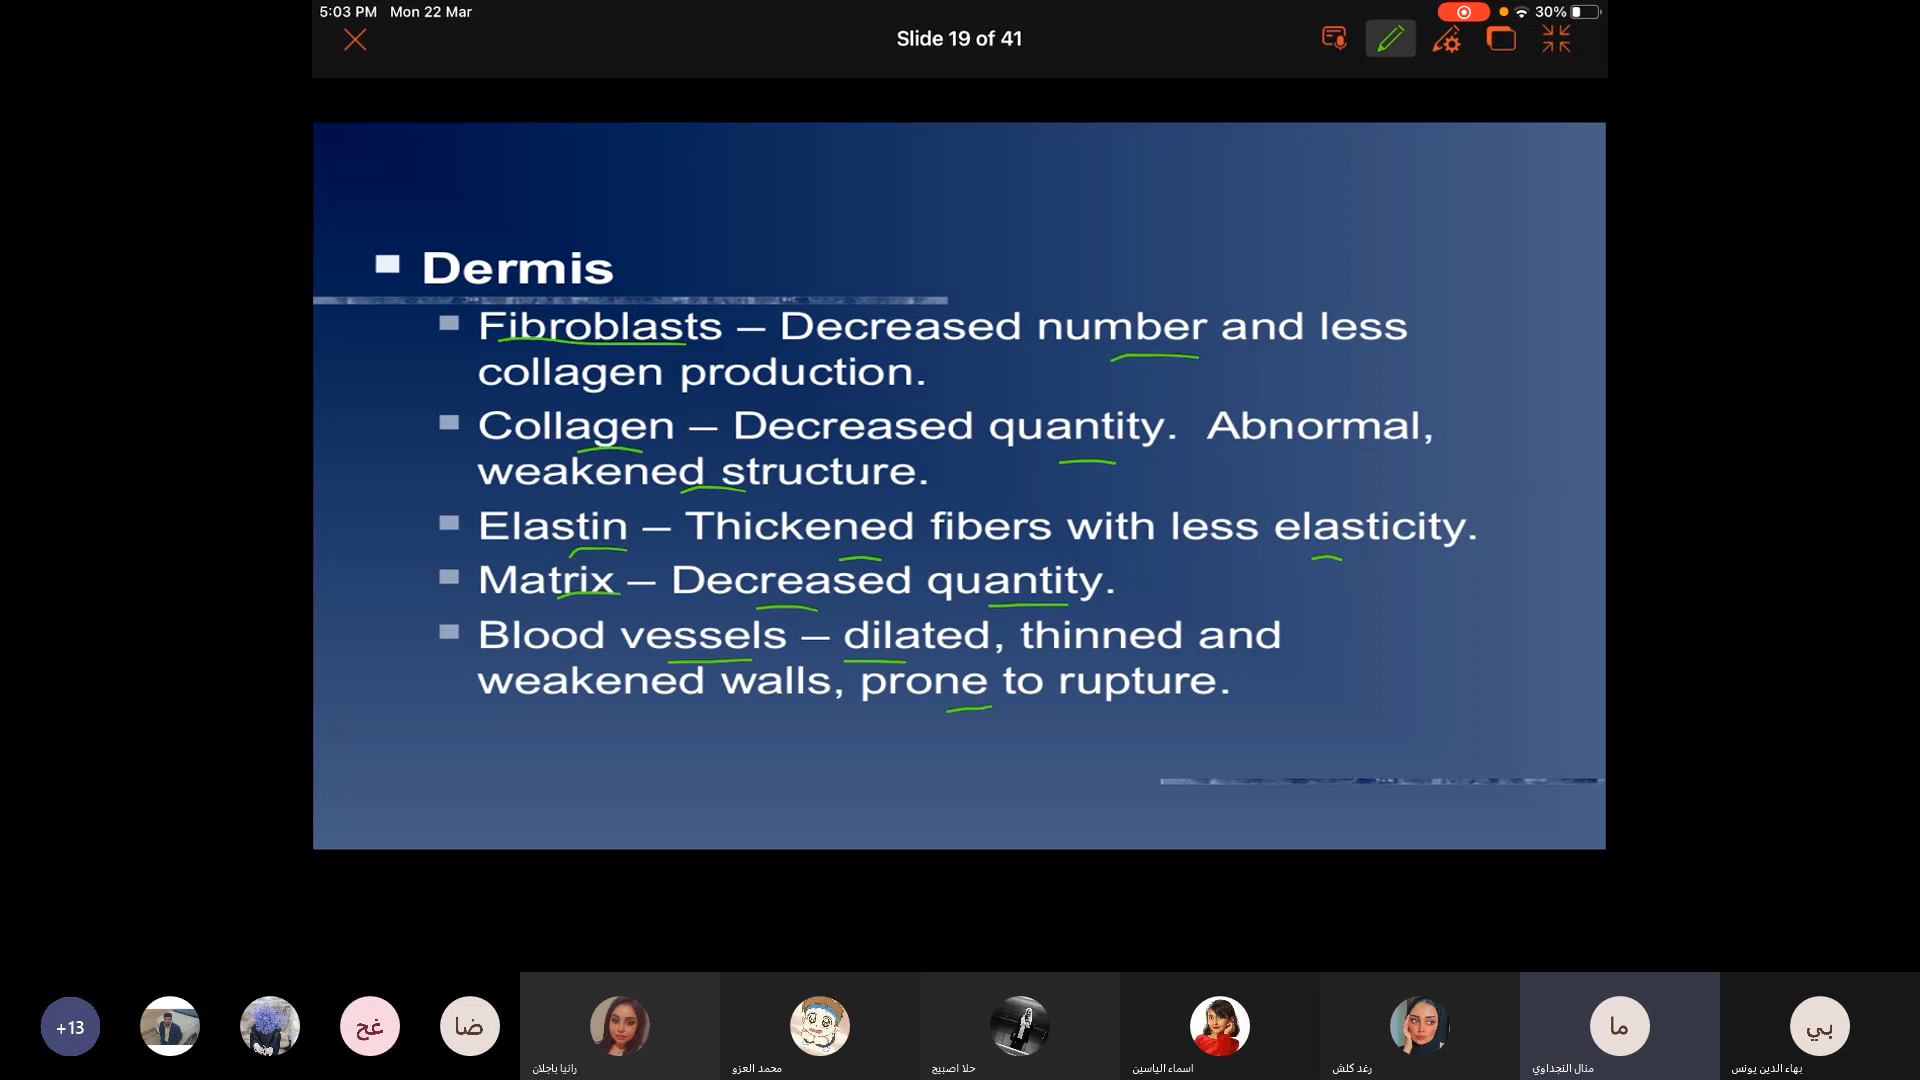 5:03 PM Mon 22 Mar
30%
Slide 19 of 41
Dermis
Fibroblasts – Decreased number and less
collagen production.
Collagen – Decreased quantity. Abnormal,
weakened structure.
Elastin – Thickened fibers with less elasticity.
Matrix – Decreased quantity.
Blood vessels – dilated, thinned and
weakened walls, prone to rupture.
+13
غح
ضا
ما
بي
رانيا باجلان
محمد العزو
حلا اصبيح
اسماء الياسين
رغد كلش
منال النجداوي
بهاء الدين يونس